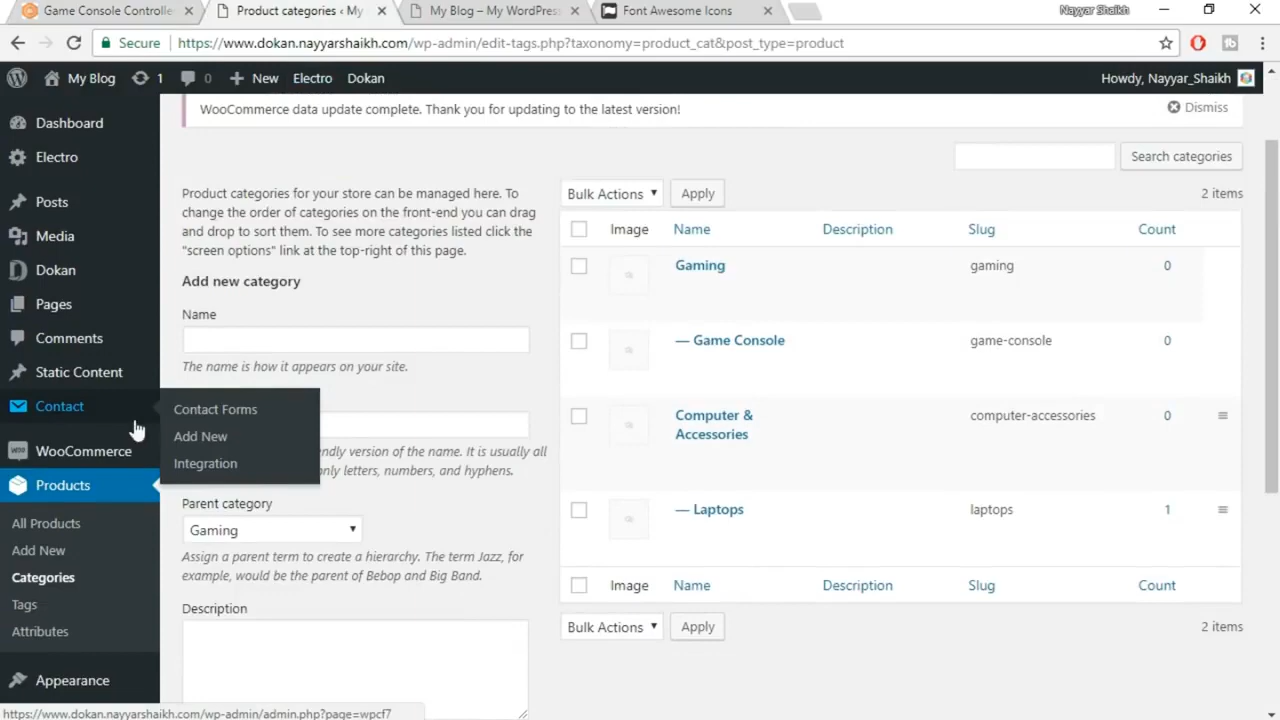 Game Console Controlle
Product categories ‹ My
My Blog – My WordPress
Font Awesome Icons
Nayyar Shaikh
Secure
https://www.dokan.nayyarshaikh.com/wp-admin/edit-tags.php?taxonomy=product_cat&post_type=product
My Blog
1
0
New
Electro
Dokan
Howdy, Nayyar_Shaikh
WooCommerce data update complete. Thank you for updating to the latest version!
Dismiss
Dashboard
Electro
Posts
Media
Dokan
Pages
Comments
Static Content
Contact
WooCommerce
Products
All Products
Add New
Categories
Tags
Attributes
Appearance
Contact Forms
Add New
Integration
Search categories
Product categories for your store can be managed here. To
change the order of categories on the front-end you can drag
and drop to sort them. To see more categories listed click the
"screen options" link at the top-right of this page.
Add new category
Name
The name is how it appears on your site.
ndly version of the name. It is usually all
only letters, numbers, and hyphens.
Parent category
Gaming
Assign a parent term to create a hierarchy. The term Jazz, for
example, would be the parent of Bebop and Big Band.
Description
Bulk Actions
Apply
2 items
Image Name Description Slug Count
Gaming gaming 0
— Game Console game-console 0
Computer & computer-accessories 0
Accessories
— Laptops laptops 1
Image Name Description Slug Count
Bulk Actions
Apply
2 items
https://www.dokan.nayyarshaikh.com/wp-admin/admin.php?page=wpcf7